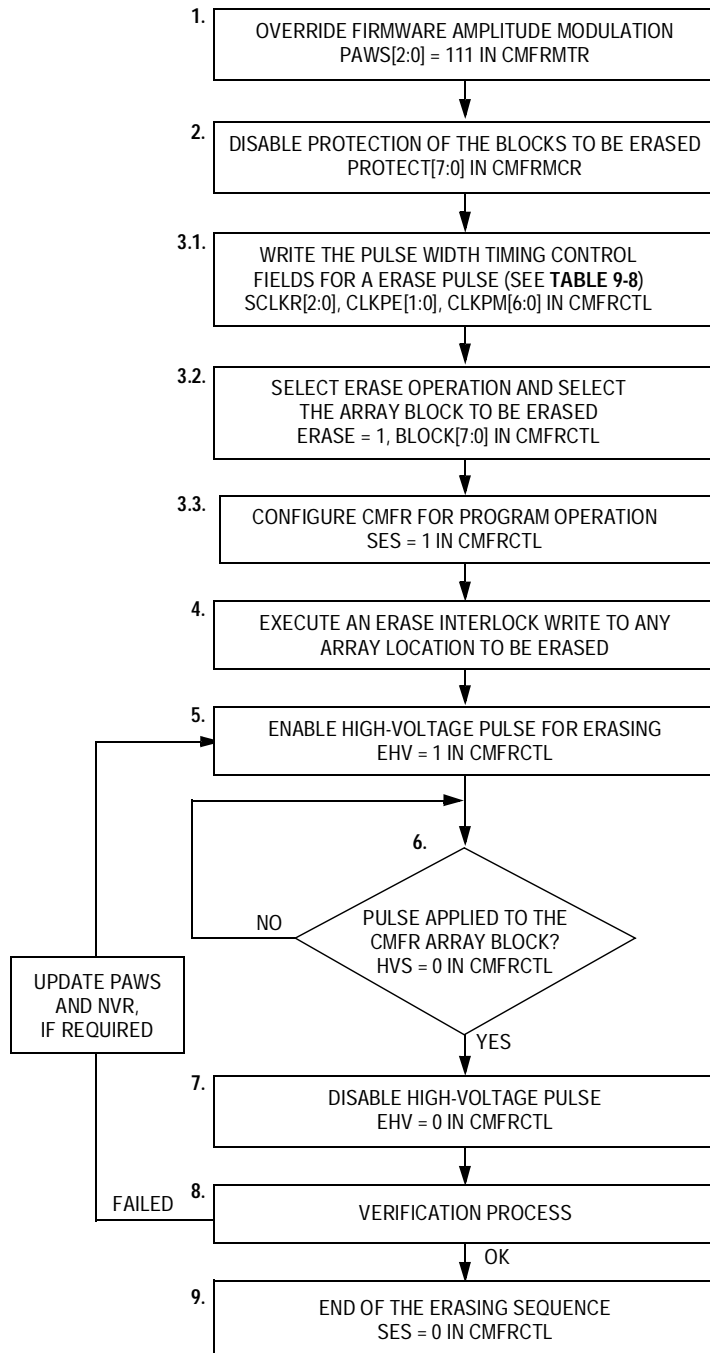 1.
OVERRIDE FIRMWARE AMPLITUDE MODULATION
PAWS[2:0] = 111 IN CMFRMTR
2.
DISABLE PROTECTION OF THE BLOCKS TO BE ERASED
PROTECT[7:0] IN CMFRMCR
3.1.
WRITE THE PULSE WIDTH TIMING CONTROL
FIELDS FOR A ERASE PULSE (SEE TABLE 9-8)
SCLKR[2:0], CLKPE[1:0], CLKPM[6:0] IN CMFRCTL
3.2.
SELECT ERASE OPERATION AND SELECT
THE ARRAY BLOCK TO BE ERASED
ERASE = 1, BLOCK[7:0] IN CMFRCTL
3.3.
CONFIGURE CMFR FOR PROGRAM OPERATION
SES = 1 IN CMFRCTL
4.
EXECUTE AN ERASE INTERLOCK WRITE TO ANY
ARRAY LOCATION TO BE ERASED
5.
ENABLE HIGH-VOLTAGE PULSE FOR ERASING
EHV = 1 IN CMFRCTL
6.
PULSE APPLIED TO THE
CMFR ARRAY BLOCK?
HVS = 0 IN CMFRCTL
NO
YES
UPDATE PAWS
AND NVR,
IF REQUIRED
7.
DISABLE HIGH-VOLTAGE PULSE
EHV = 0 IN CMFRCTL
8.
FAILED
VERIFICATION PROCESS
OK
9.
END OF THE ERASING SEQUENCE
SES = 0 IN CMFRCTL